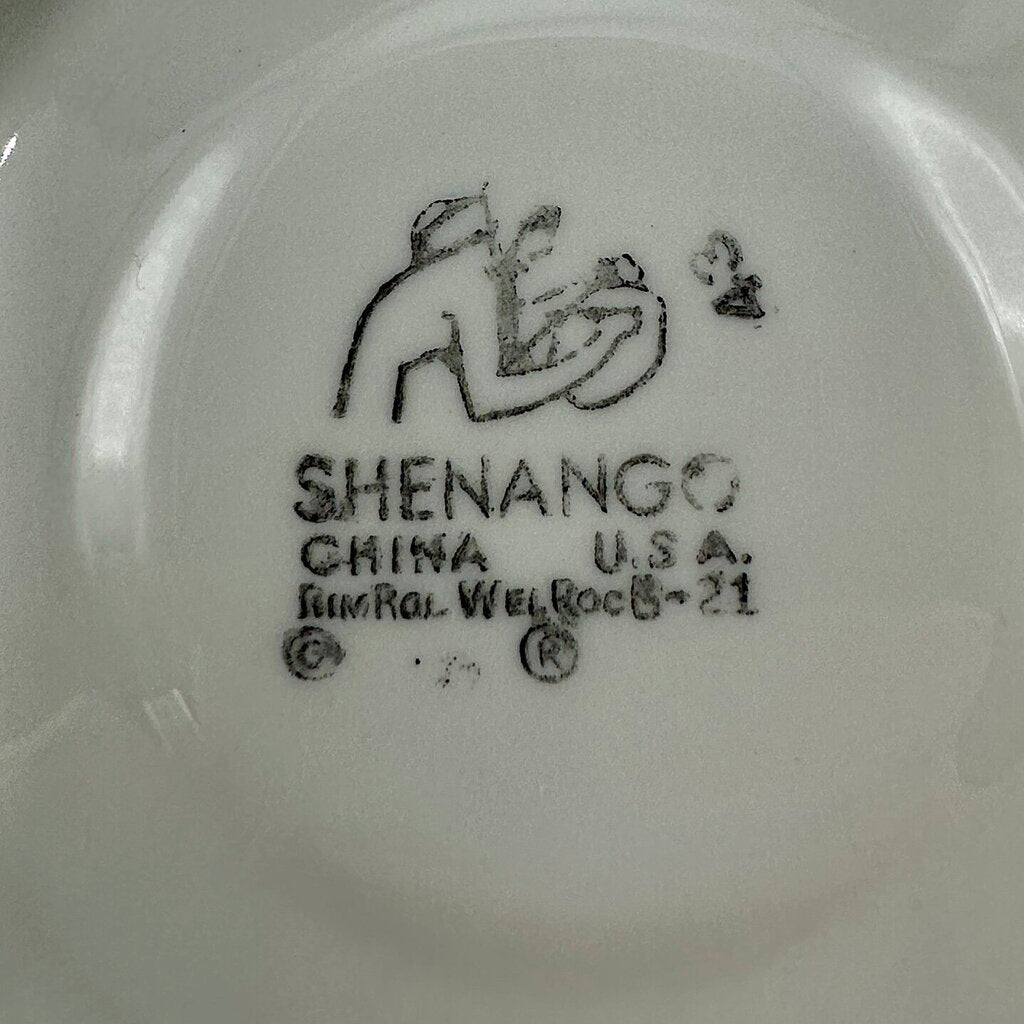 SHENANGO
CHINA U.S.A.
RIMROL WELROC -21
© ®